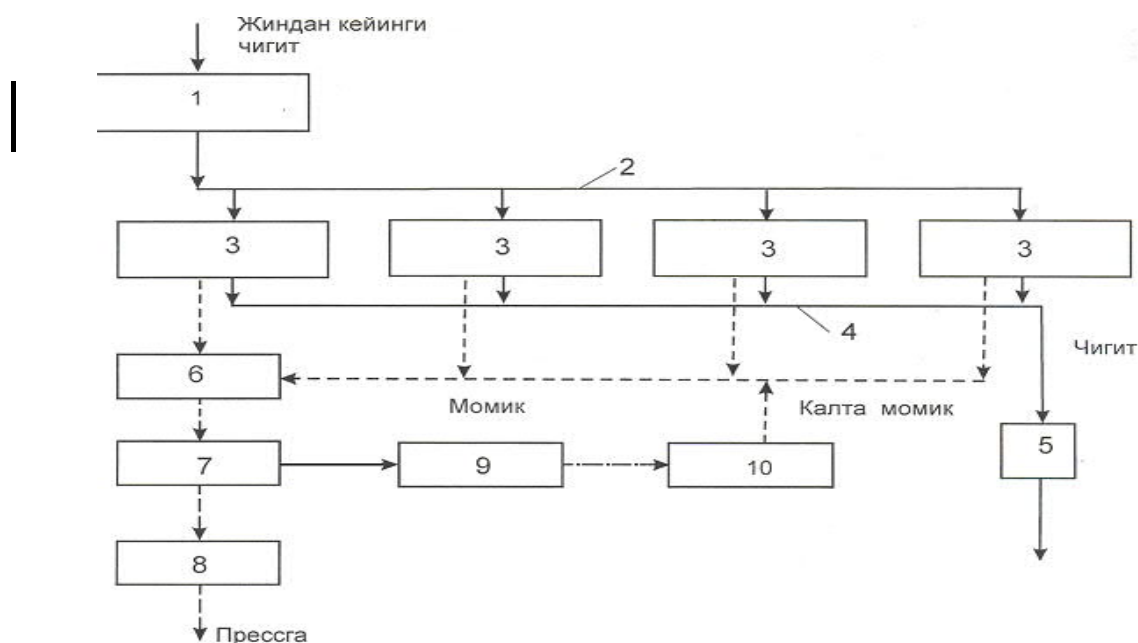 Жиндан кейинги
чигит
1
2
3 3 3 3
4
Чигит
6
Момик
Калта момик
5
7
9
10
8
Прессга